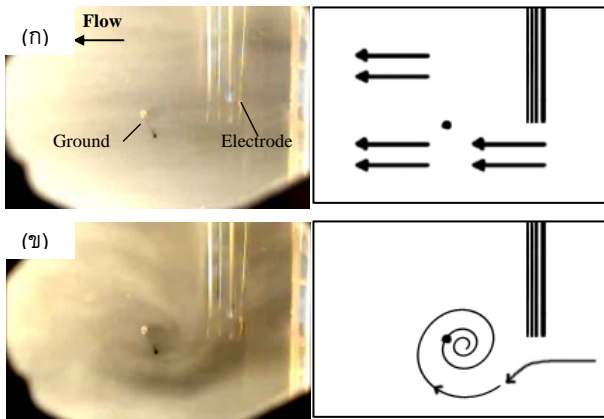 (ก)
Flow
Ground
Electrode
(ข)